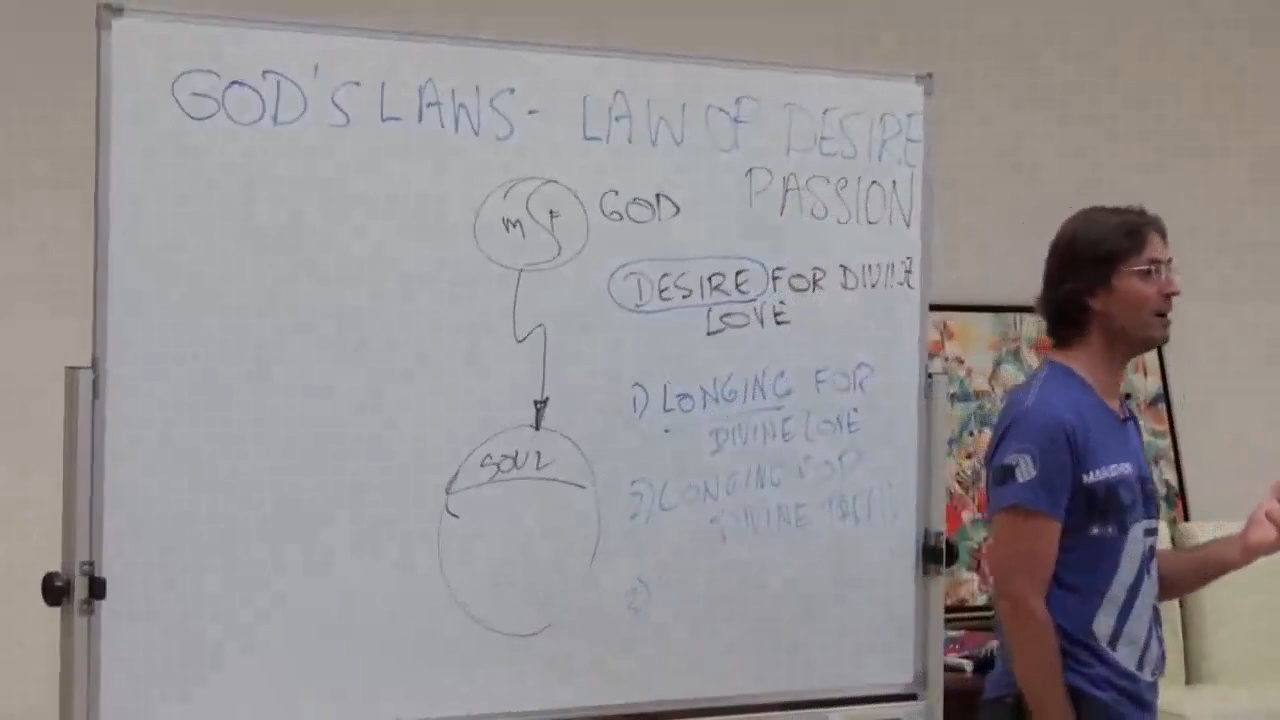 GOD'S LAWS - LAW OF DESIRE
PASSION
m F GOD
DESIRE FOR DIVINE
LOVE
1) LONGING FOR
DIVINE LOVE
SOUL
2) LONGING FOR
DIVINE